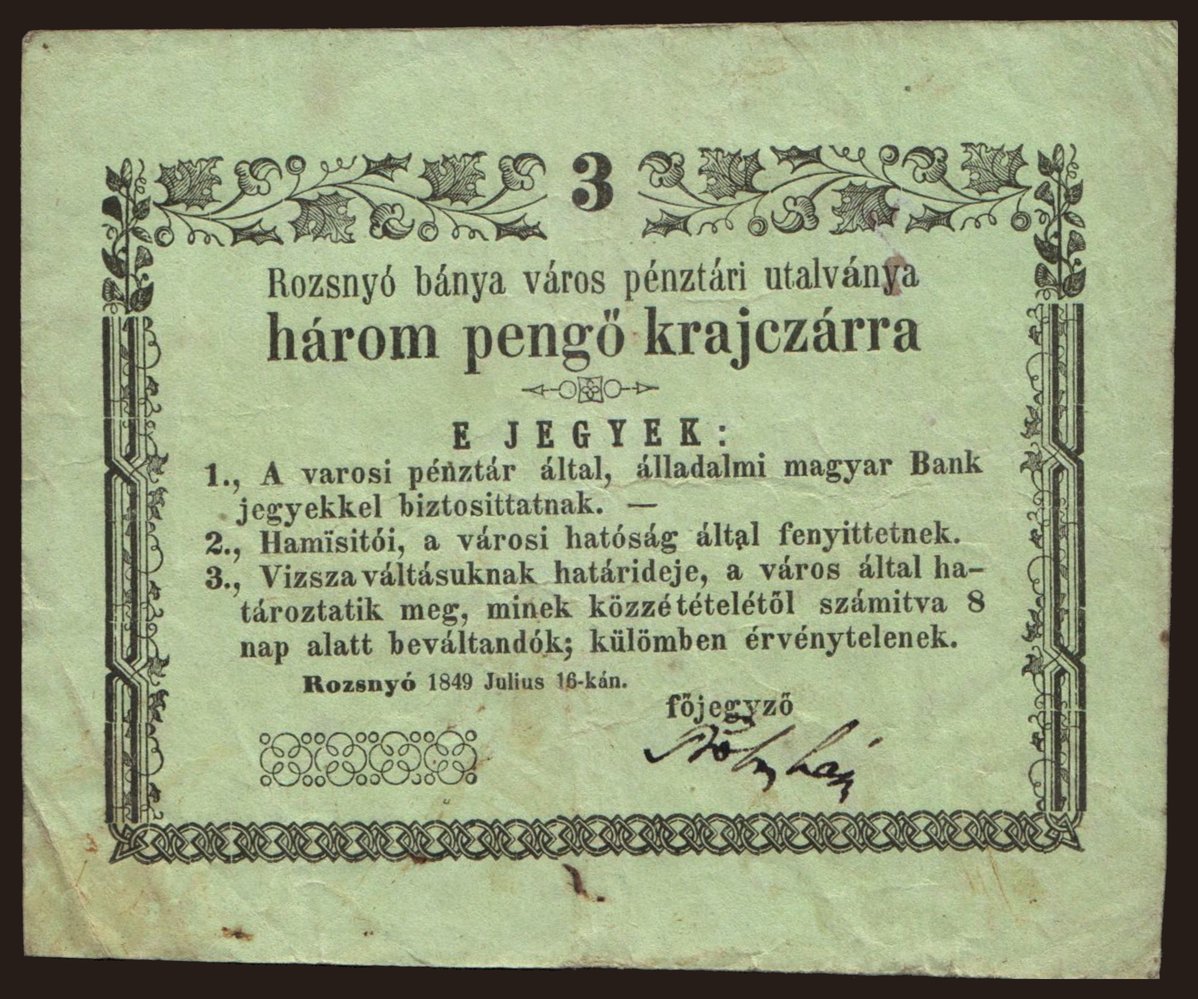 3
Rozsnyó bánya város pénztári utalványa
három pengő krajczárra
E JEGYEK:
1., A varosi pénztár által, álladalmi magyar Bank
jegyekkel biztosittatnak. —
2., Hamïsitói, a városi hatóság által fenyittetnek.
3., Vizsza váltásuknak határideje, a város által ha–
tároztatik meg, minek közzétételétől számitva 8
nap alatt beváltandók; külömben érvénytelenek.
Rozsnyó 1849 Julius 16-kán.
főjegyző